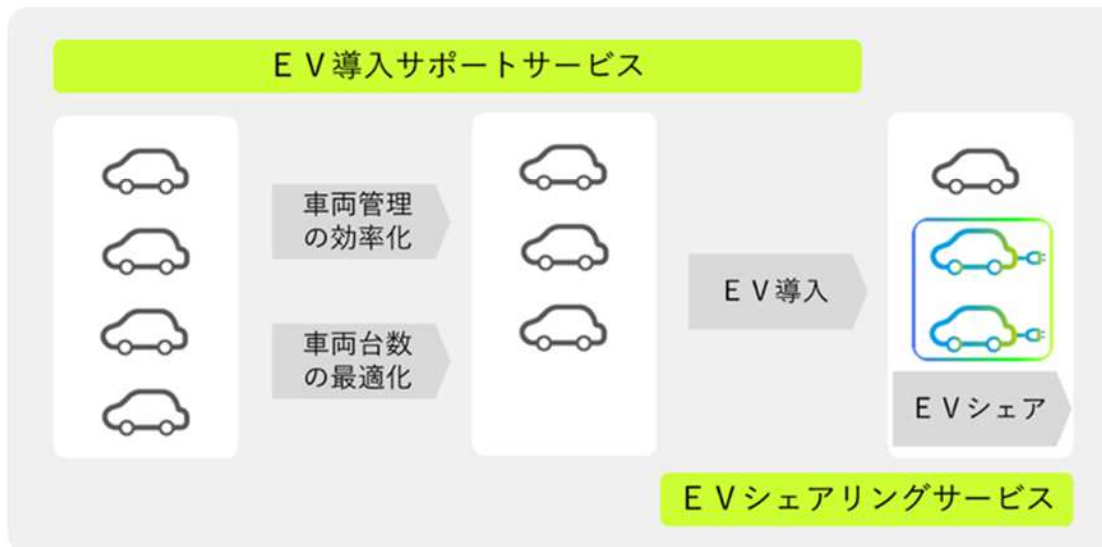 ＥＶ導入サポートサービス
車両管理
の効率化
車両台数
の最適化
ＥＶ導入
ＥＶシェア
ＥＶシェアリングサービス